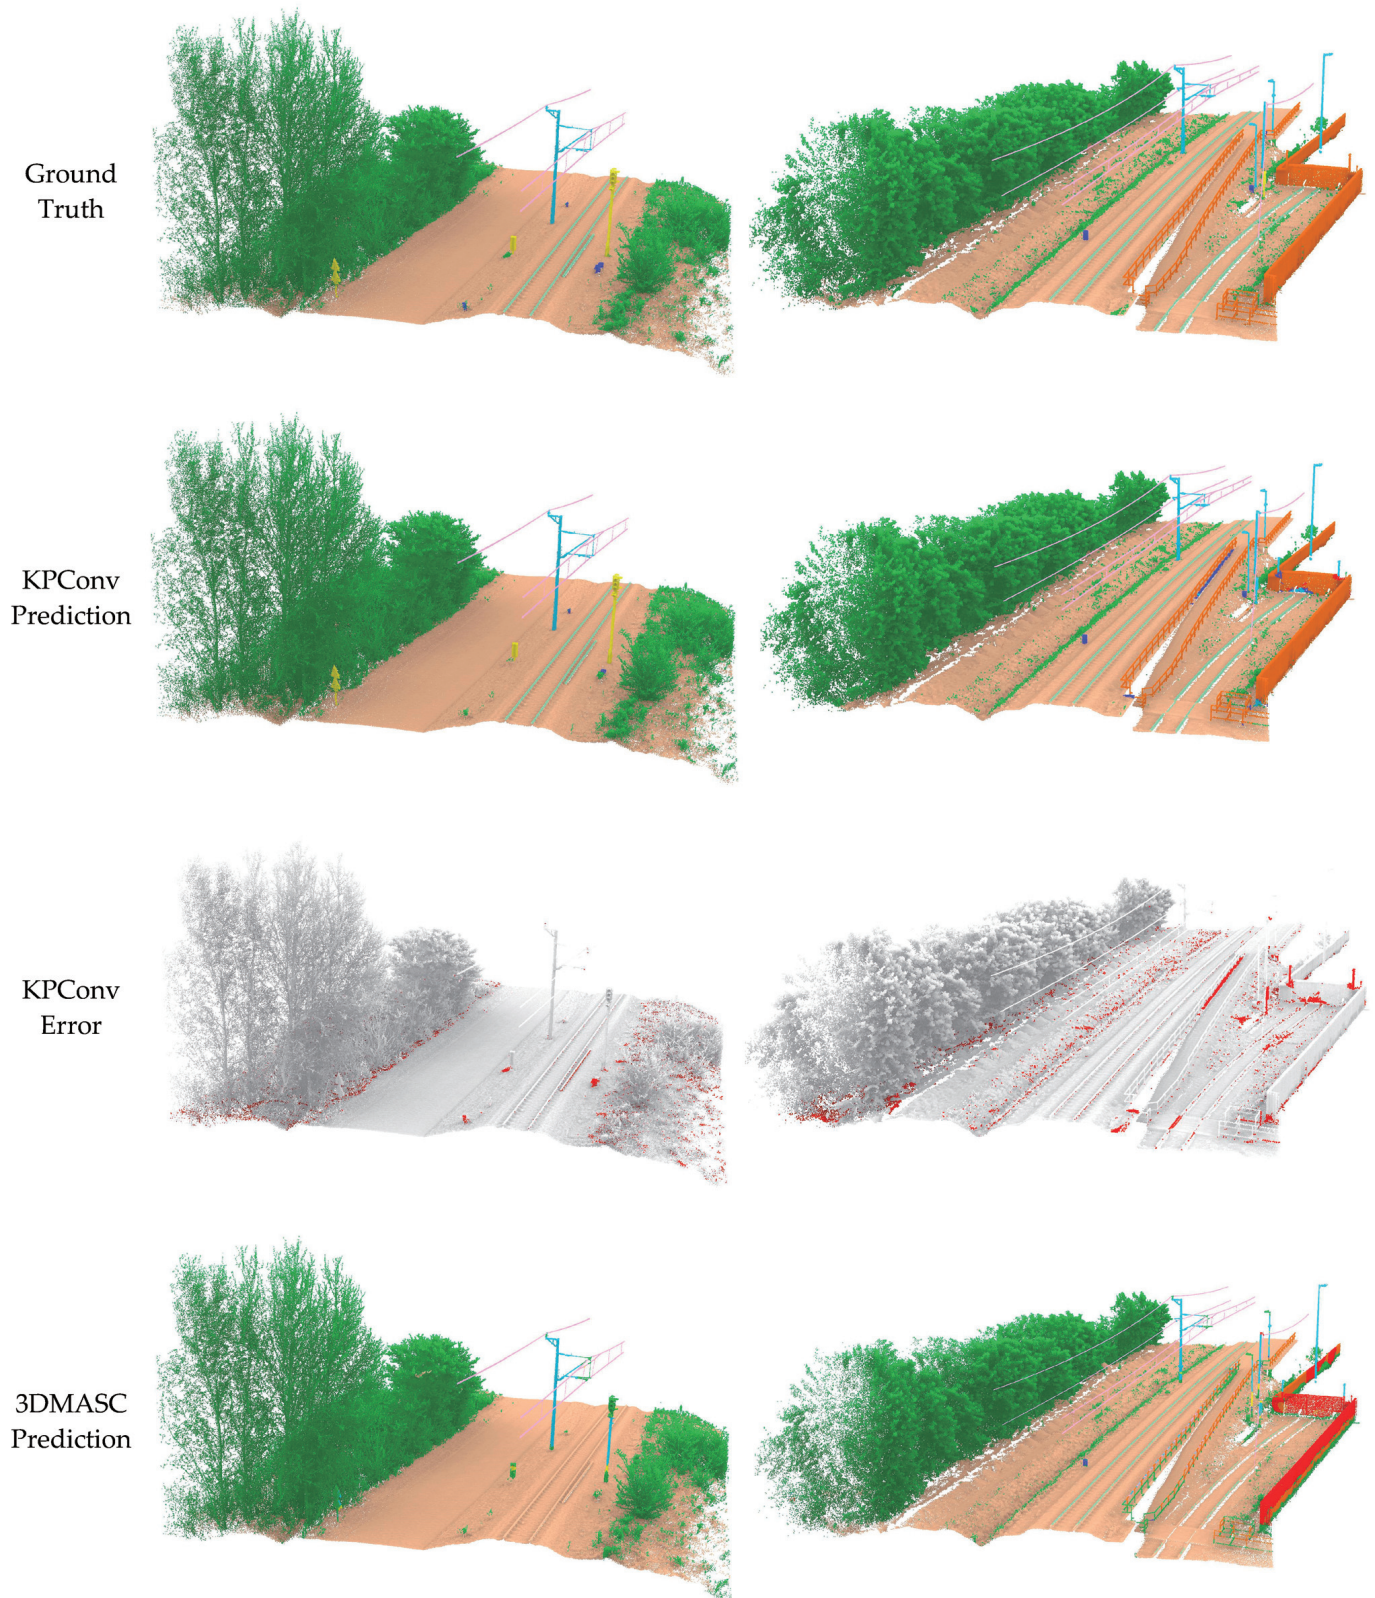 Ground
Truth
KPConv
Prediction
KPConv
Error
3DMASC
Prediction